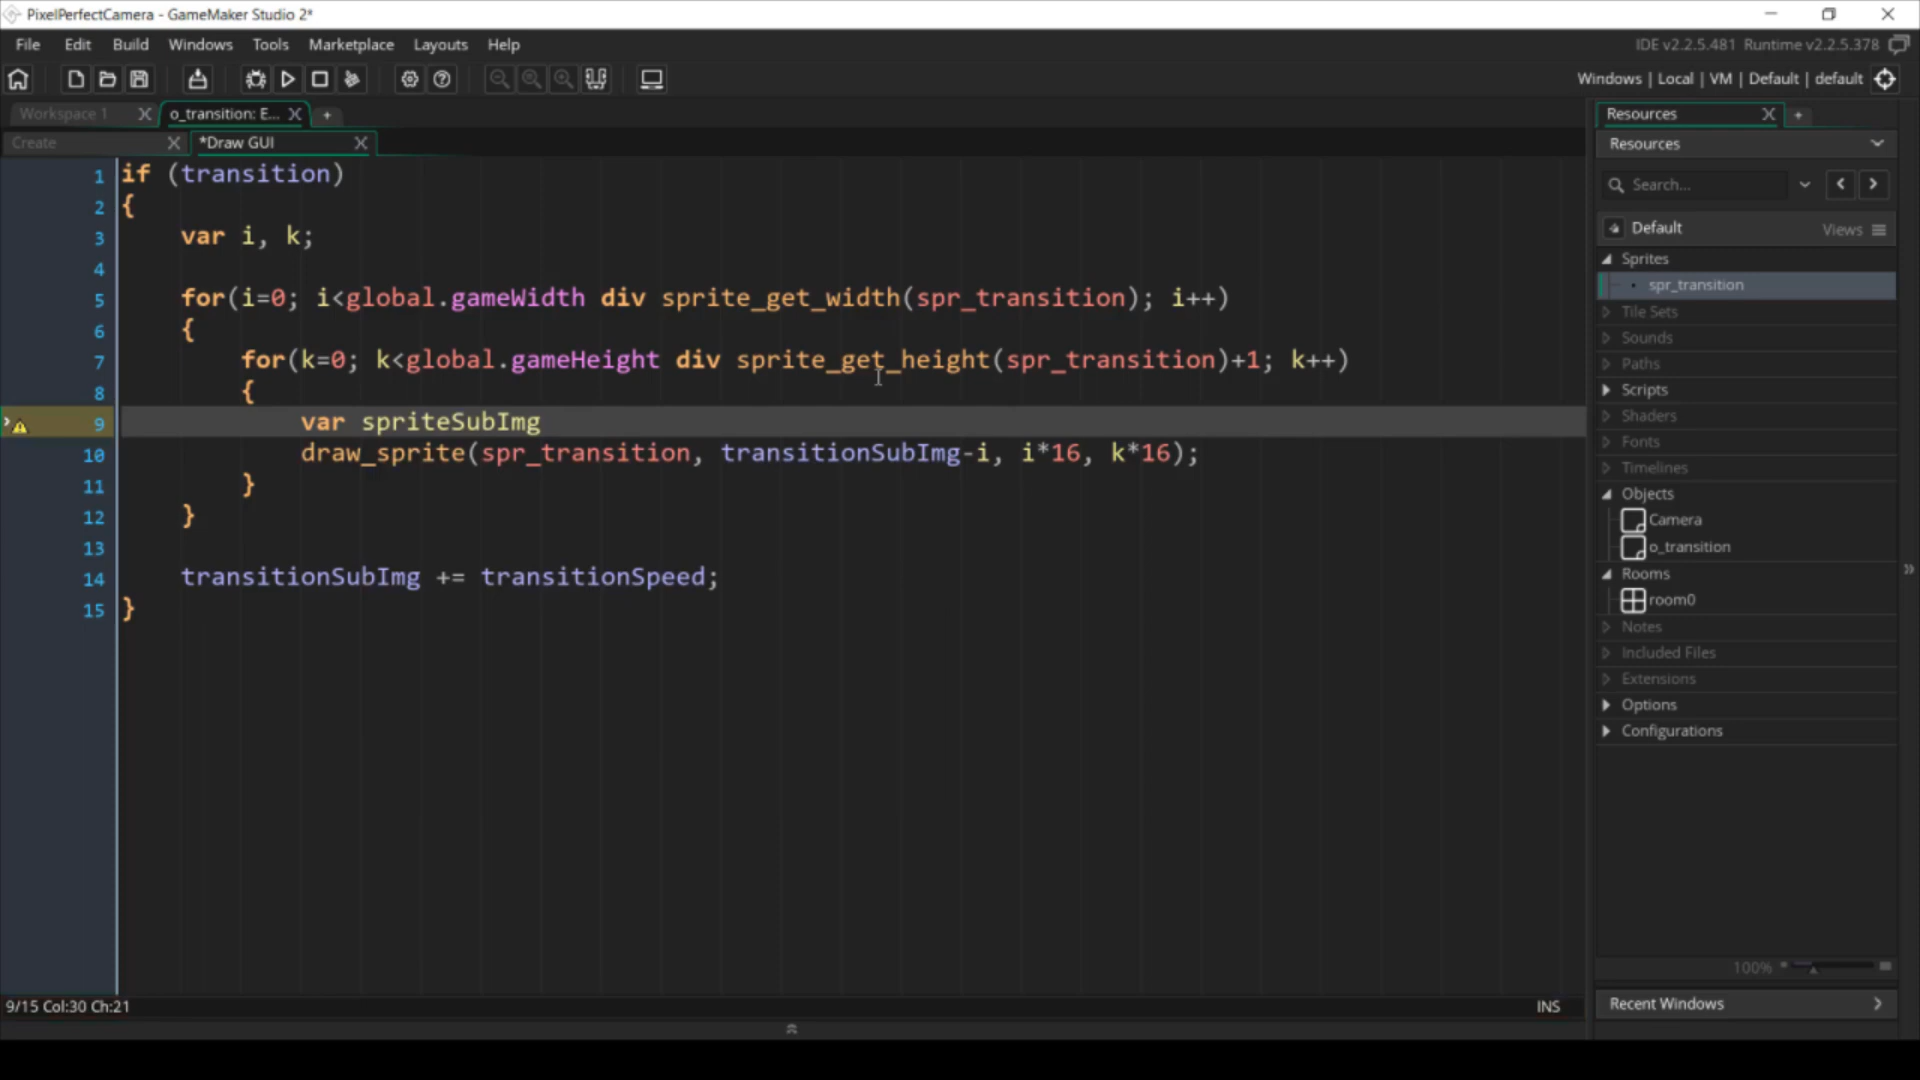 PixelPerfectCamera - GameMaker Studio 2*
File Edit Build Windows Tools Marketplace Layouts Help
IDE v2.2.5.481 Runtime v2.2.5.378
Windows | Local | VM | Default | default
Workspace 1 X o_transition: E... X +
Create X *Draw GUI X
1 if (transition)
2 {
3 var i, k;
4
5 for(i=0; i<global.gameWidth div sprite_get_width(spr_transition); i++)
6 {
7 for(k=0; k<global.gameHeight div sprite_get_height(spr_transition)+1; k++)
8 {
9 var spriteSubImg
10 draw_sprite(spr_transition, transitionSubImg-i, i*16, k*16);
11 }
12 }
13
14 transitionSubImg += transitionSpeed;
15 }
9/15 Col:30 Ch:21
INS
Resources X +
Resources
Search...
Default Views
Sprites
spr_transition
Tile Sets
Sounds
Paths
Scripts
Shaders
Fonts
Timelines
Objects
Camera
o_transition
Rooms
room0
Notes
Included Files
Extensions
Options
Configurations
100%
Recent Windows